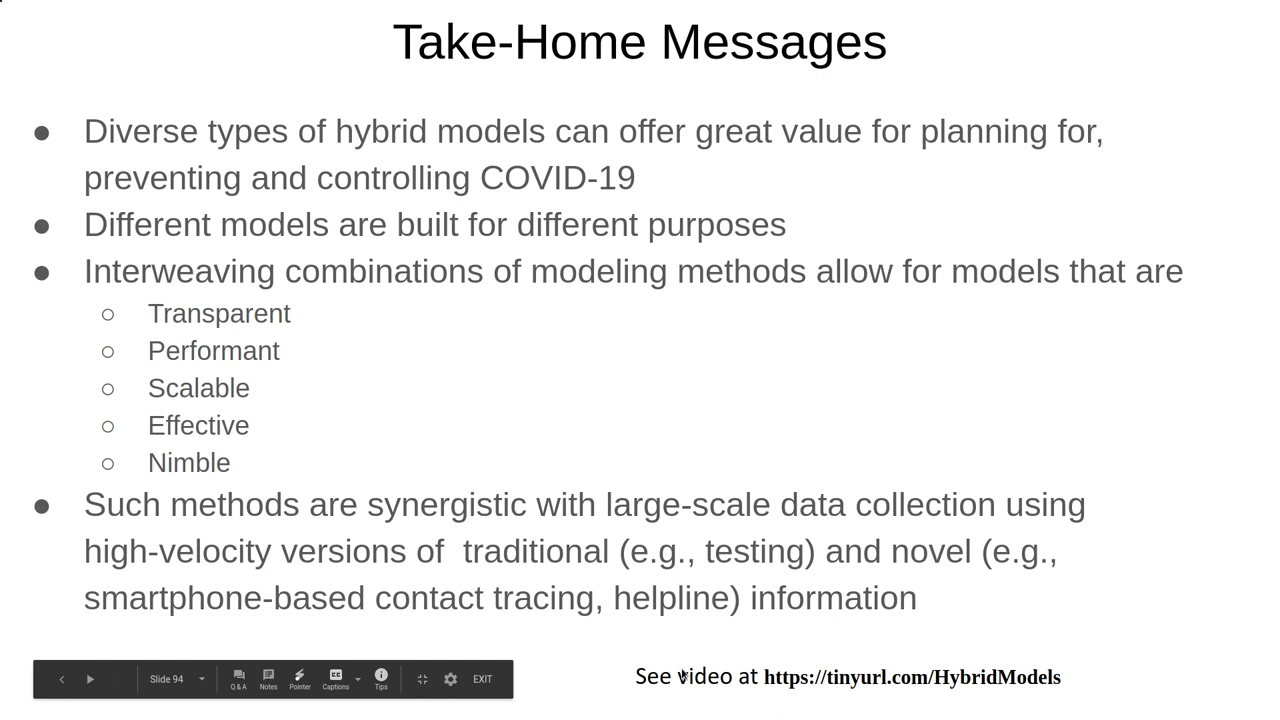 Take-Home Messages
● Diverse types of hybrid models can offer great value for planning for,
preventing and controlling COVID-19
● Different models are built for different purposes
● Interweaving combinations of modeling methods allow for models that are
○ Transparent
○ Performant
○ Scalable
○ Effective
○ Nimble
● Such methods are synergistic with large-scale data collection using
high-velocity versions of  traditional (e.g., testing) and novel (e.g.,
smartphone-based contact tracing, helpline) information
Slide 94 Q & A Notes Pointer Captions Tips EXIT
See video at https://tinyurl.com/HybridModels